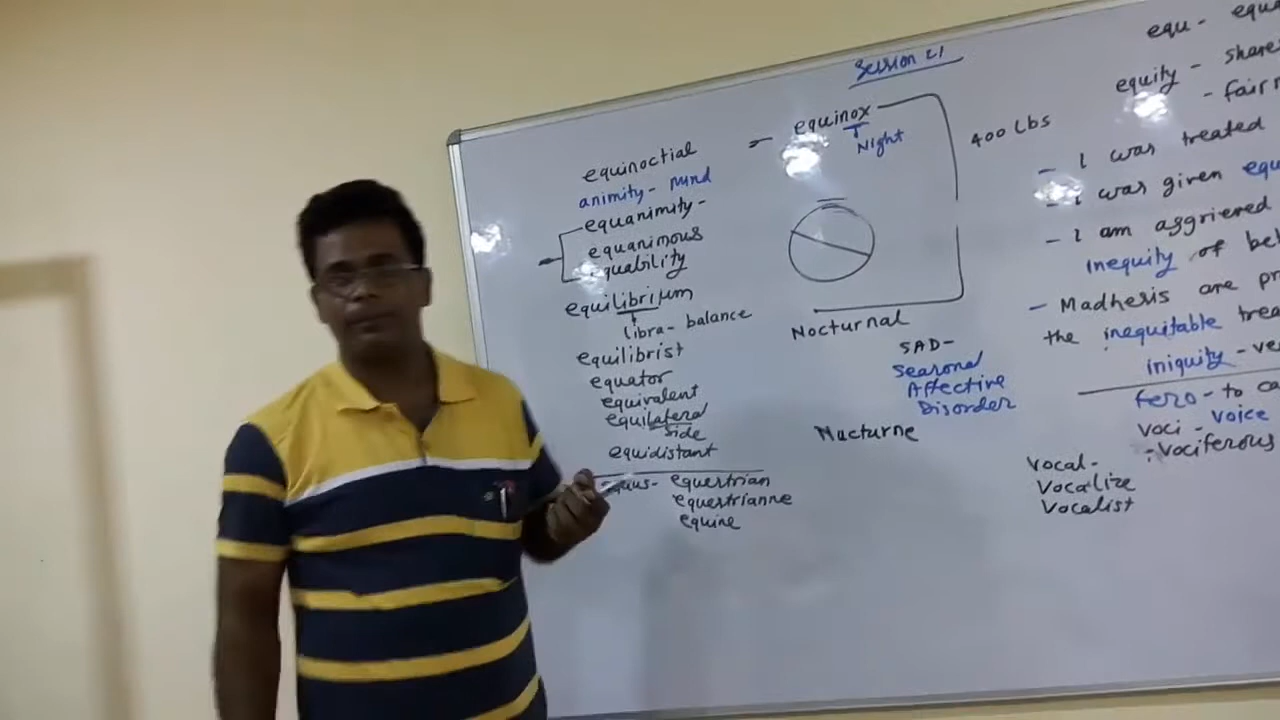 Session 21
equinoctial
animity - Mind
equanimity -
equanimous
equability
equilibrium
libra - balance
equilibrist
equator
equivalent
equilateral
side
equidistant
equus - equestrian
equestrianne
equine
equinox
Night
Nocturnal
SAD -
Seasonal
Affective
Disorder
Nucturne
400 Lbs
equ -
equity - share
- fair
- I was treated
- I was given
- I am aggrieved
inequity of
- Madhesis are
the inequitable
iniquity -
fero - to
voci - voice
: Vociferous
Vocal -
Vocalize
Vocalist